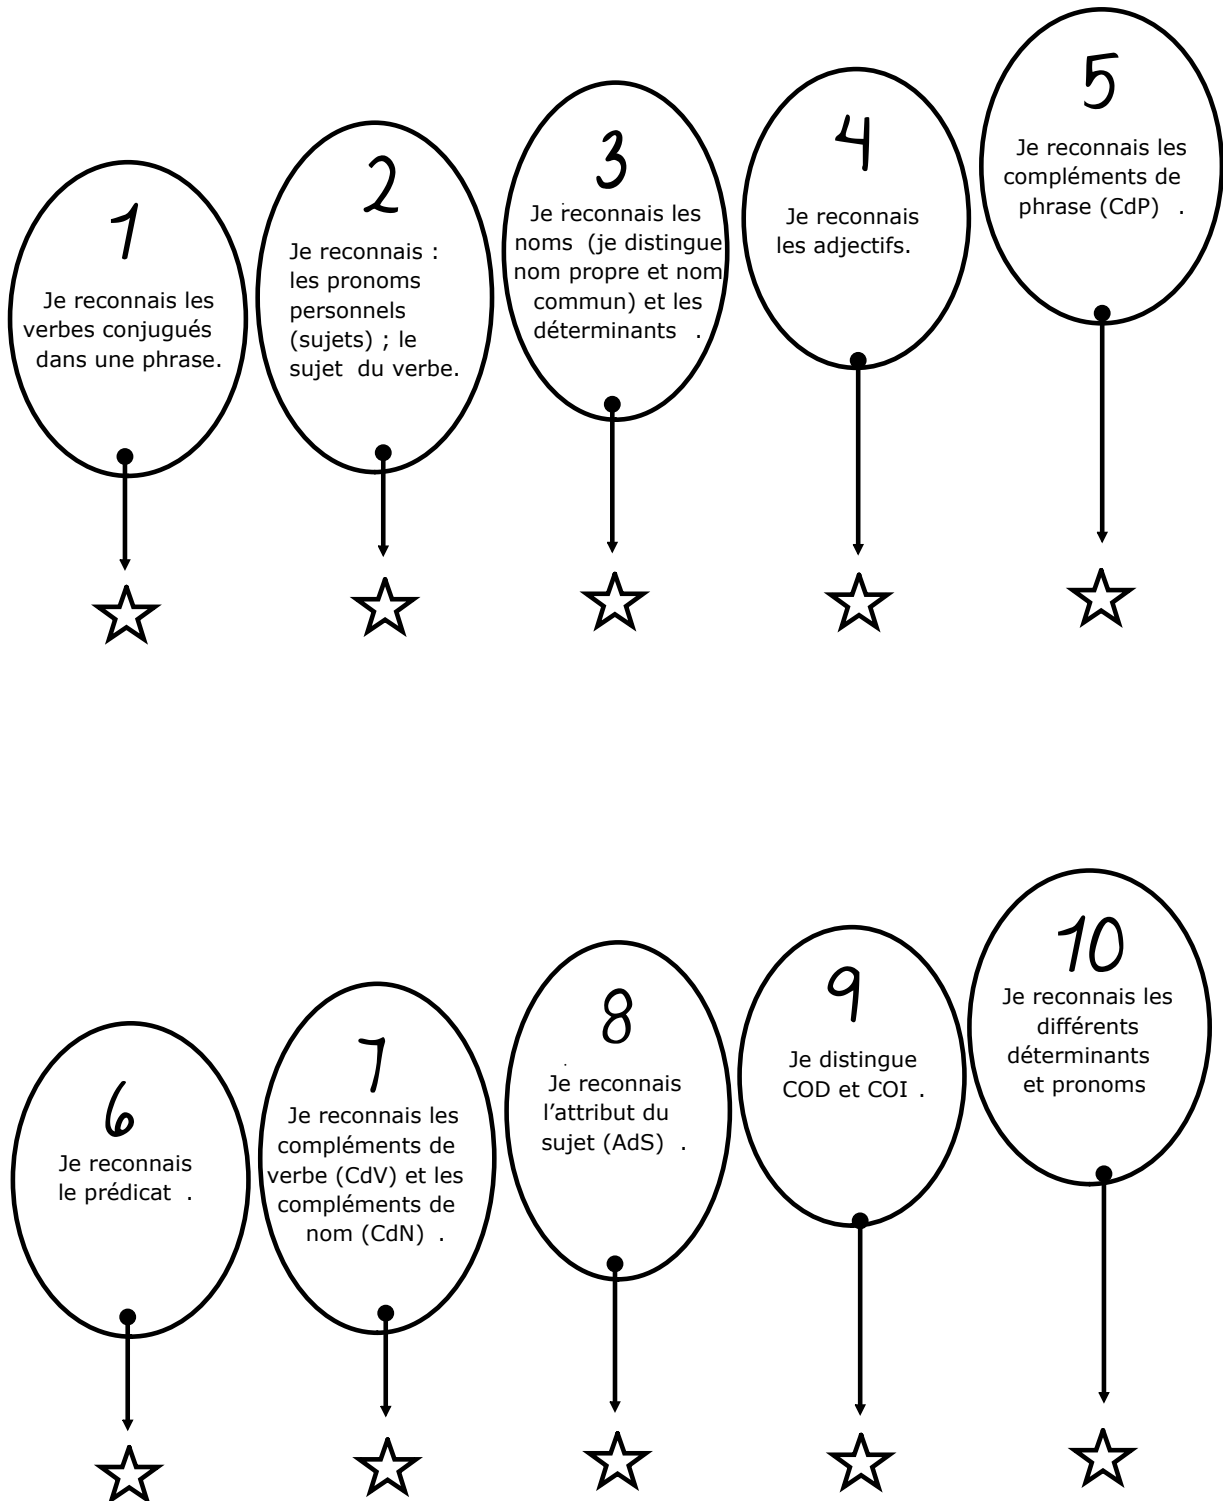 1
Je reconnais les
verbes conjugués
dans une phrase.
2
Je reconnais :
les pronoms
personnels
(sujets) ; le
sujet du verbe.
3
Je reconnais les
noms (je distingue
nom propre et nom
commun) et les
déterminants .
4
Je reconnais
les adjectifs.
5
Je reconnais les
compléments de
phrase (CdP) .
6
Je reconnais
le prédicat .
7
Je reconnais les
compléments de
verbe (CdV) et les
compléments de
nom (CdN) .
8
Je reconnais
l’attribut du
sujet (AdS) .
9
Je distingue
COD et COI .
10
Je reconnais les
différents
déterminants
et pronoms